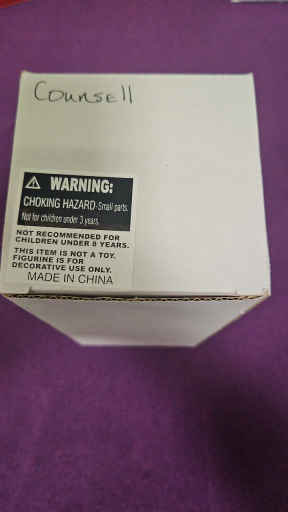 Counsell
⚠ WARNING:
CHOKING HAZARD-Small parts.
Not for children under 3 years.
NOT RECOMMENDED FOR
CHILDREN UNDER 8 YEARS.
THIS ITEM IS NOT A TOY.
FIGURINE IS FOR
DECORATIVE USE ONLY.
MADE IN CHINA